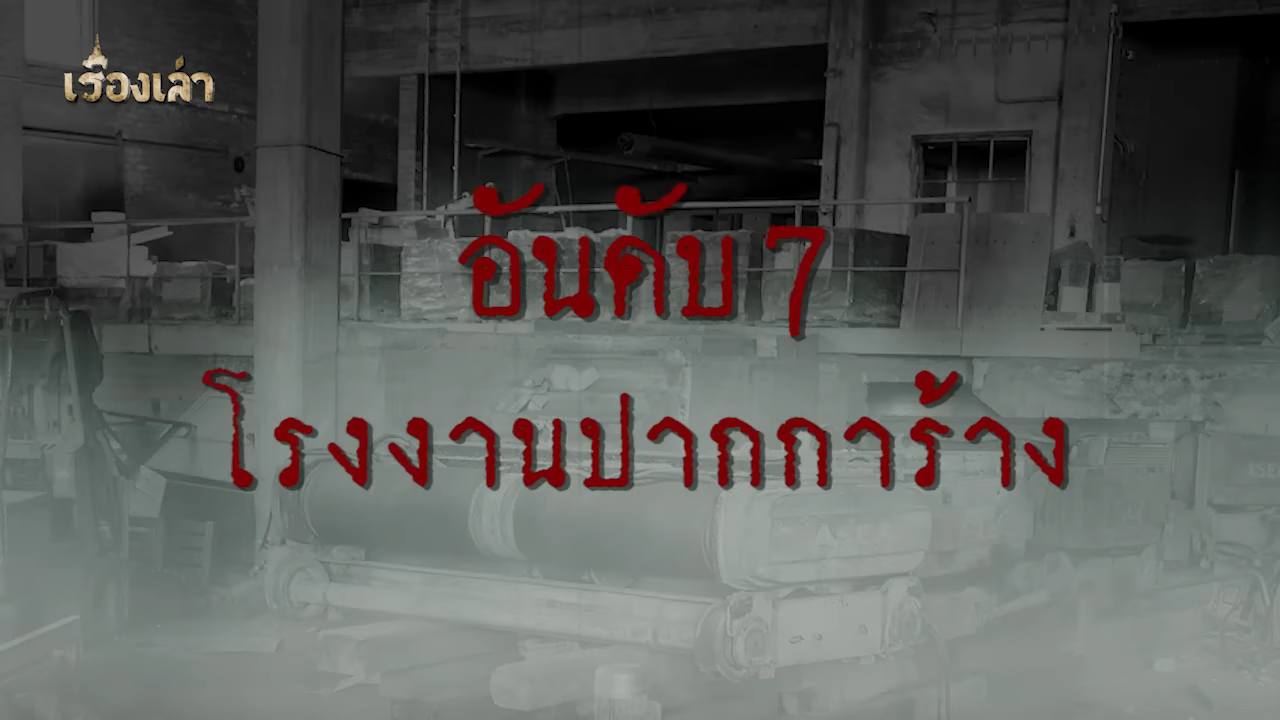 เรื่องเล่า
อันดับ 7
โรงงานปากการ้าง